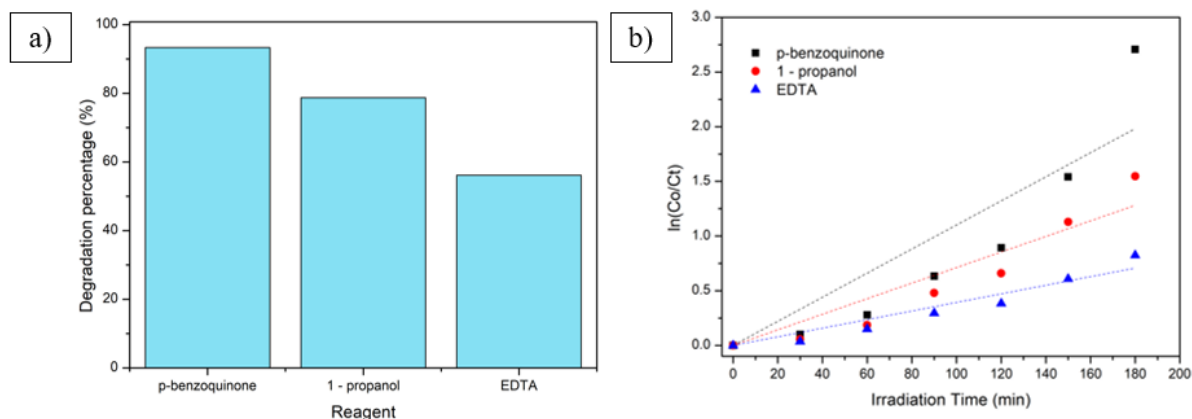 a)
100
80
60
40
20
0
Degradation percentage (%)
p-benzoquinone
1 - propanol
EDTA
Reagent
b)
p-benzoquinone
1 - propanol
EDTA
3.0
2.5
2.0
1.5
1.0
0.5
0.0
ln(Co/Ct)
0 20 40 60 80 100 120 140 160 180 200
Irradiation Time (min)